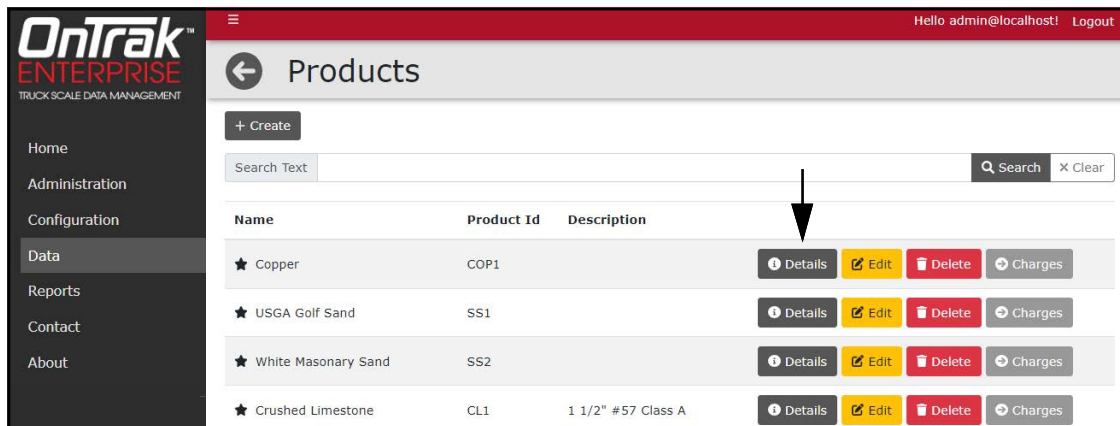 OnTrak™
ENTERPRISE
TRUCK SCALE DATA MANAGEMENT
Hello admin@localhost! Logout
Products
+ Create
Search Text Search × Clear
Home
Administration
Configuration
Data
Reports
Contact
About
Name Product Id Description
Copper COP1 Details Edit Delete Charges
USGA Golf Sand SS1 Details Edit Delete Charges
White Masonary Sand SS2 Details Edit Delete Charges
Crushed Limestone CL1 1 1/2" #57 Class A Details Edit Delete Charges